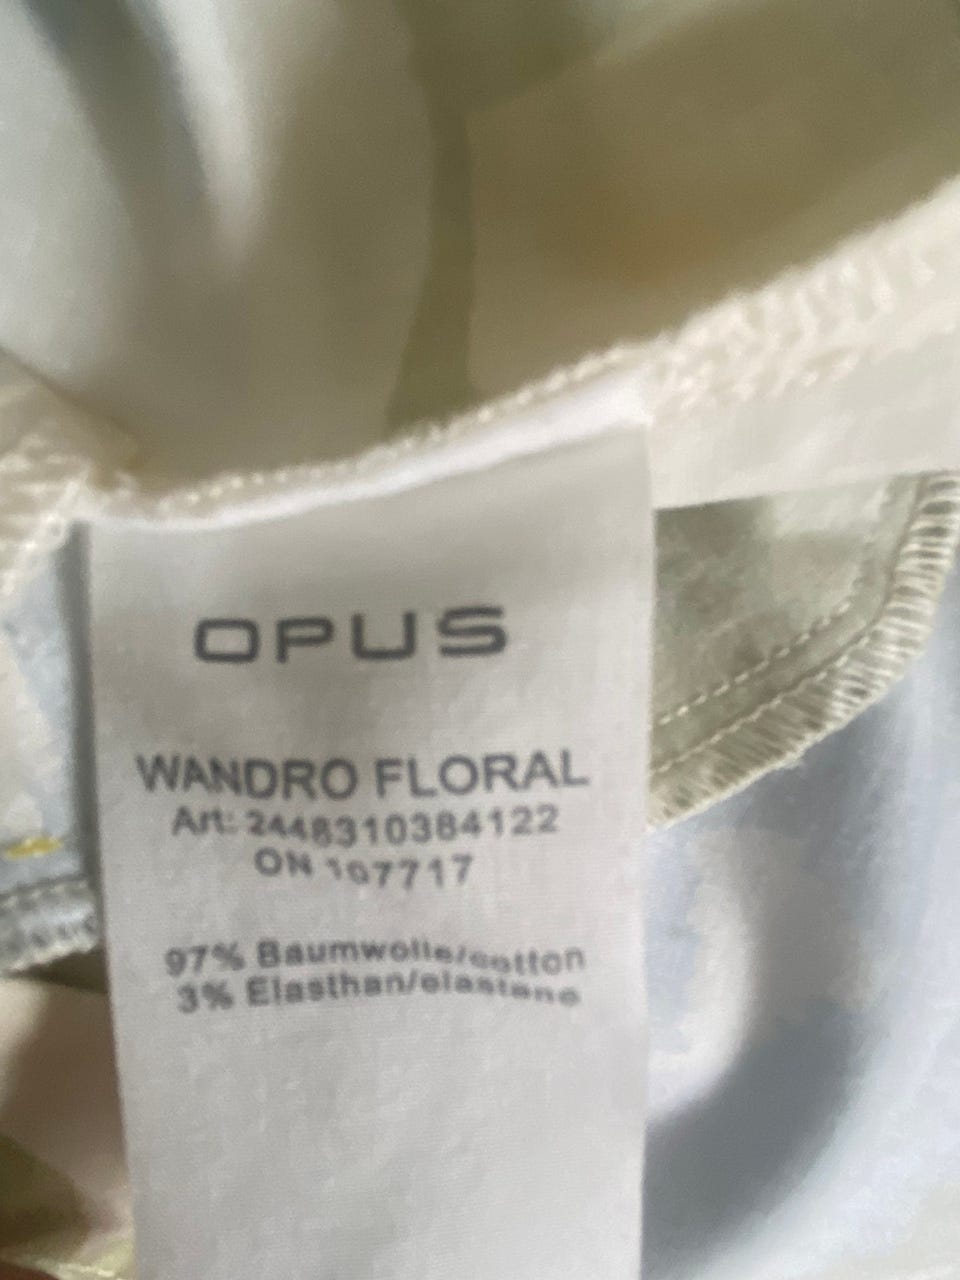 OPUS
WANDRO FLORAL
Art: 2448310384122
ON 107717
97% Baumwolle/cotton
3% Elasthan/elastane